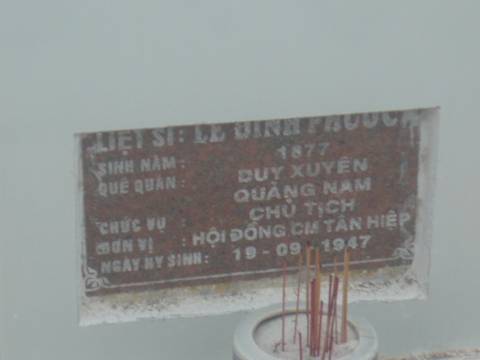 LIỆT SĨ: LÊ ĐÌNH PHƯỚC
SINH NĂM : 1877
QUÊ QUÁN : DUY XUYÊN
QUẢNG NAM
CHỨC VỤ CHỦ TỊCH
ĐƠN VỊ : HỘI ĐỒNG CM TÂN HIỆP
NGÀY HY SINH: 19 - 09 - 1947